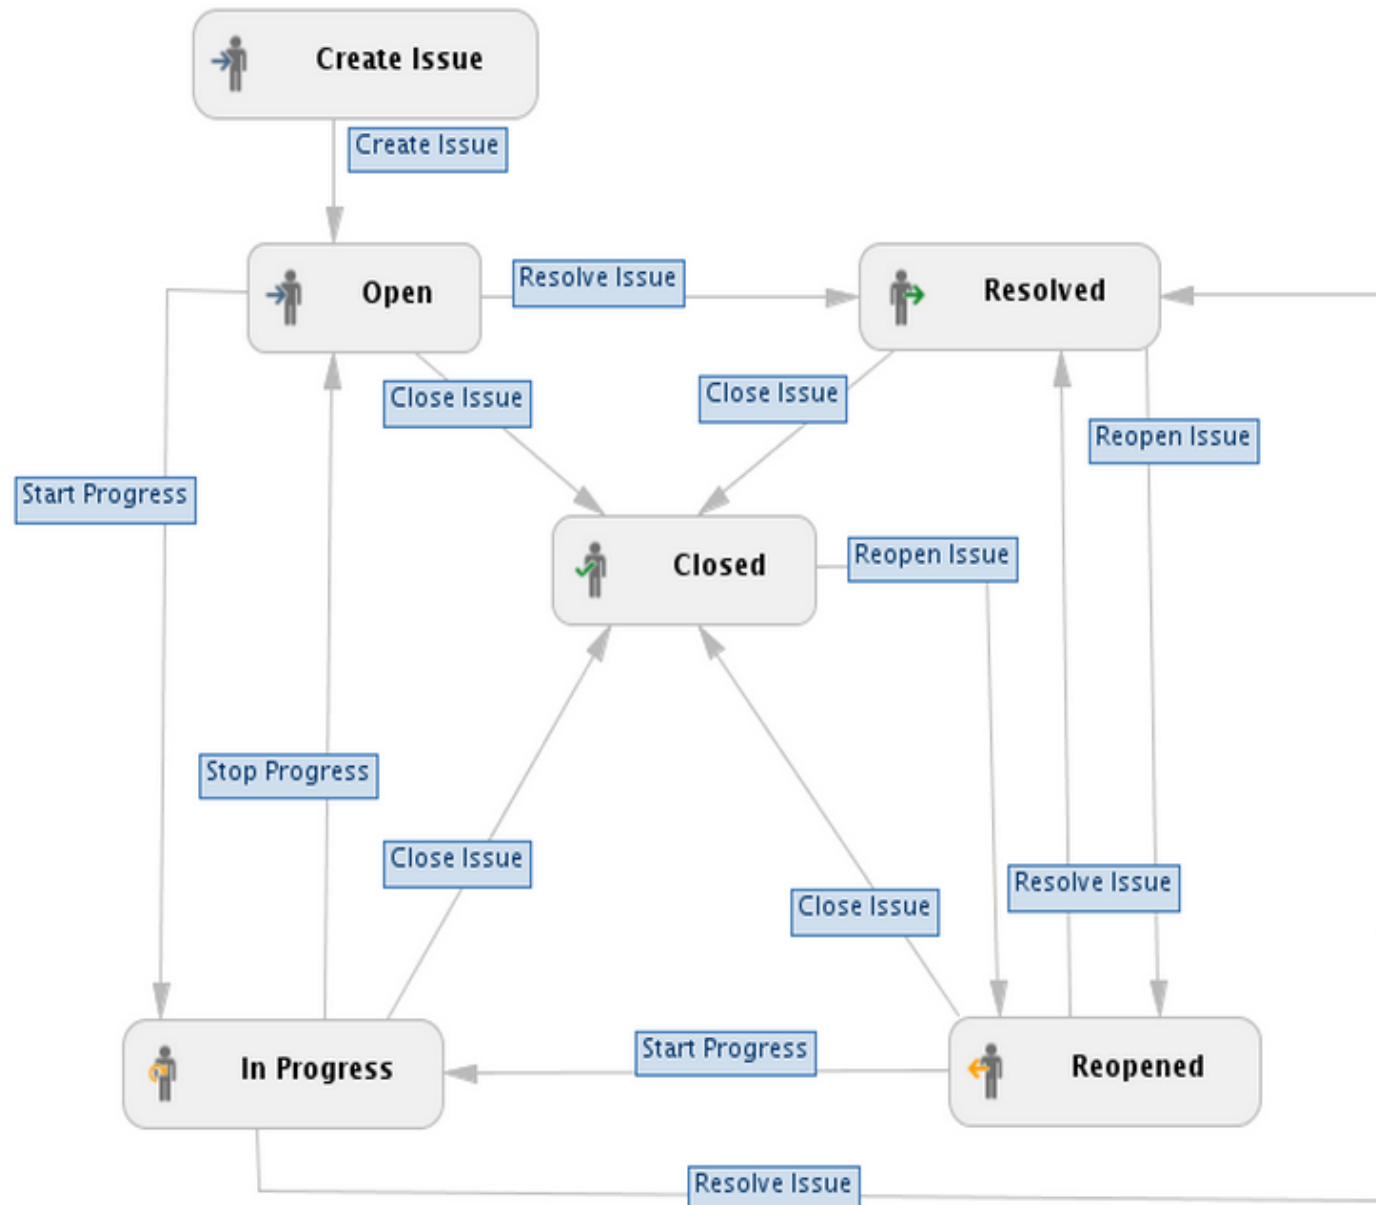 Create Issue
Create Issue
Open
Resolve Issue
Resolved
Close Issue
Close Issue
Reopen Issue
Start Progress
Closed
Reopen Issue
Stop Progress
Close Issue
Resolve Issue
Close Issue
Start Progress
In Progress
Reopened
Resolve Issue